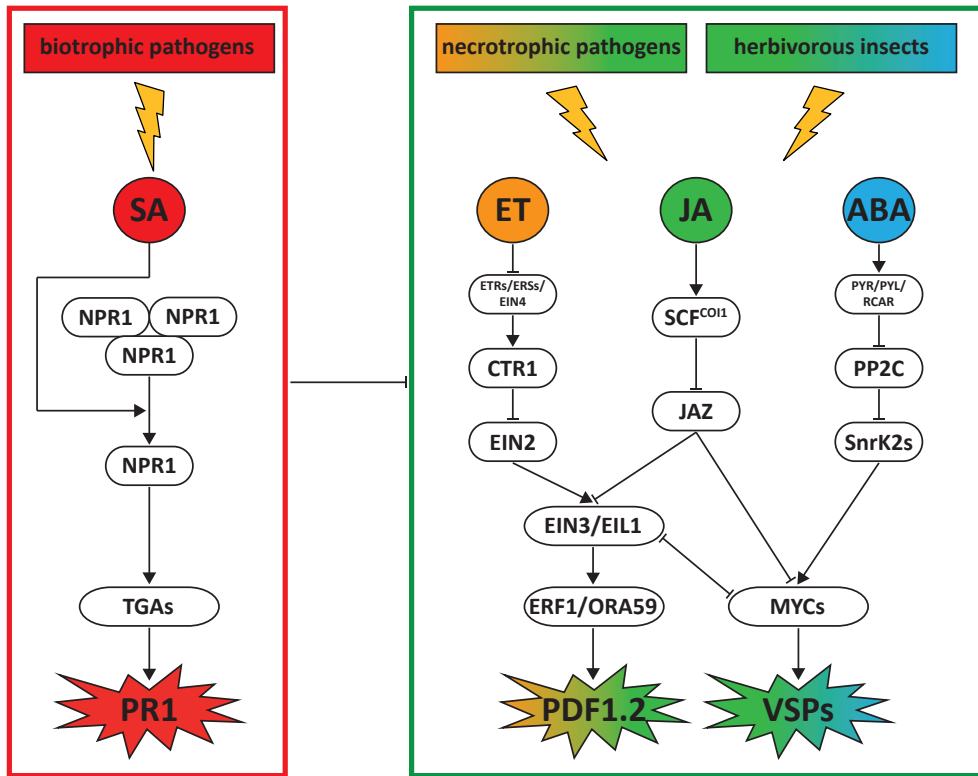 biotrophic pathogens
SA
NPR1
NPR1
NPR1
NPR1
TGAs
PR1
necrotrophic pathogens
herbivorous insects
ET
JA
ABA
ETRs/ERSs/
EIN4
SCFCOI1
PYR/PYL/
RCAR
CTR1
PP2C
JAZ
EIN2
SnrK2s
EIN3/EIL1
ERF1/ORA59
MYCs
PDF1.2
VSPs